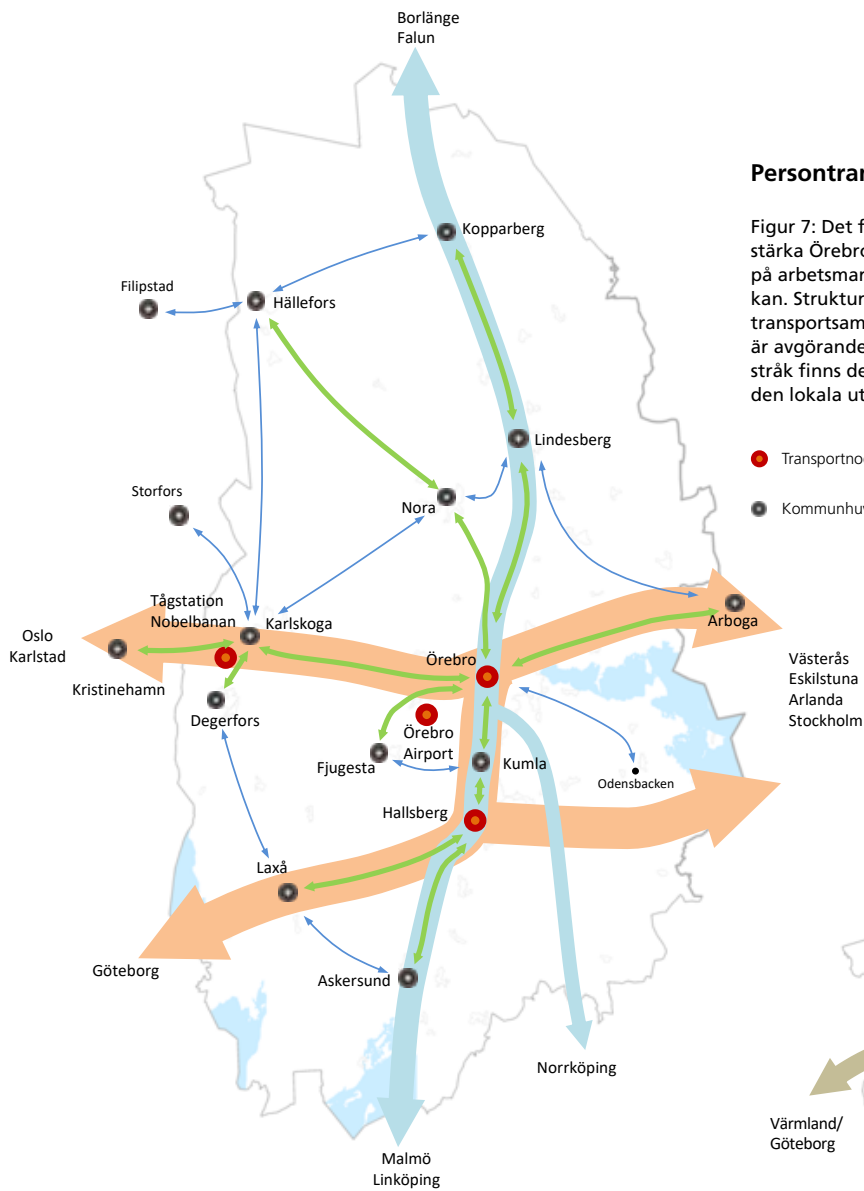 Borlänge
Falun
Persontran
Figur 7: Det f
stärka Örebro
på arbetsmar
kan. Struktur
transportsam
är avgörande
stråk finns de
den lokala ut
Transportnod
Kommunhuv
Kopparberg
Filipstad
Hällefors
Lindesberg
Storfors
Nora
Tågstation
Nobelbanan
Karlskoga
Oslo
Karlstad
Kristinehamn
Arboga
Örebro
Västerås
Eskilstuna
Arlanda
Stockholm
Degerfors
Örebro
Airport
Fjugesta
Kumla
Odensbacken
Hallsberg
Laxå
Göteborg
Askersund
Norrköping
Värmland/
Göteborg
Malmö
Linköping